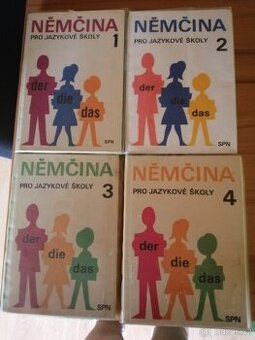 NĚMČINA
PRO JAZYKOVÉ ŠKOLY
1
der
die
das
SPN
NĚMČINA
PRO JAZYKOVÉ ŠKOLY
2
der
die
das
SPN
NĚMČINA
PRO JAZYKOVÉ ŠKOLY
3
der
die
das
SPN
NĚMČINA
PRO JAZYKOVÉ ŠKOLY
4
der
die
das
SPN